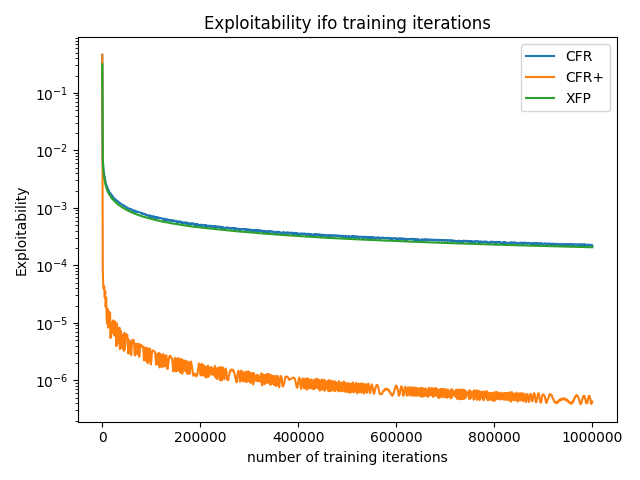 Exploitability ifo training iterations
CFR
CFR+
XFP
Exploitability
10⁻¹
10⁻²
10⁻³
10⁻⁴
10⁻⁵
10⁻⁶
0 200000 400000 600000 800000 1000000
number of training iterations